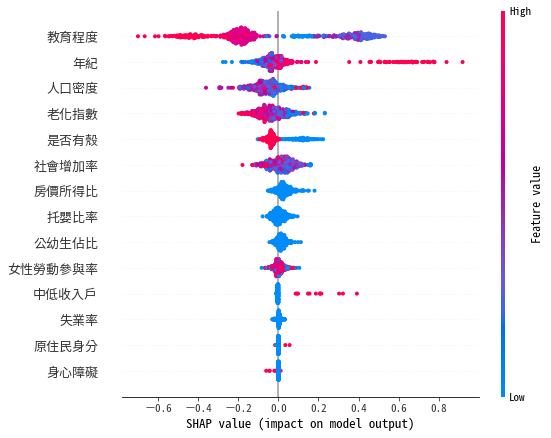 High
教育程度
年紀
人口密度
老化指數
是否有殼
社會增加率
房價所得比
托嬰比率
公幼生佔比
女性勞動參與率
中低收入戶
失業率
原住民身分
身心障礙
Feature value
Low
−0.6 −0.4 −0.2 0.0 0.2 0.4 0.6 0.8
SHAP value (impact on model output)